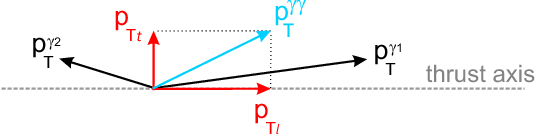 p_T^γγ
p_Tt
p_T^γ2
p_T^γ1
thrust axis
p_Tl